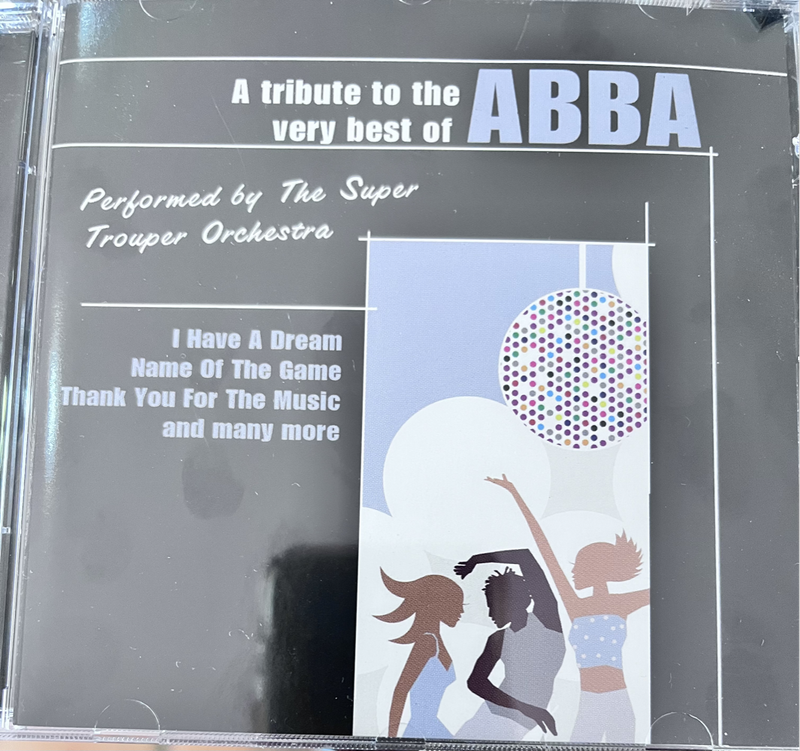 A tribute to the
very best of ABBA
Performed by The Super
Trouper Orchestra
I Have A Dream
Name Of The Game
Thank You For The Music
and many more